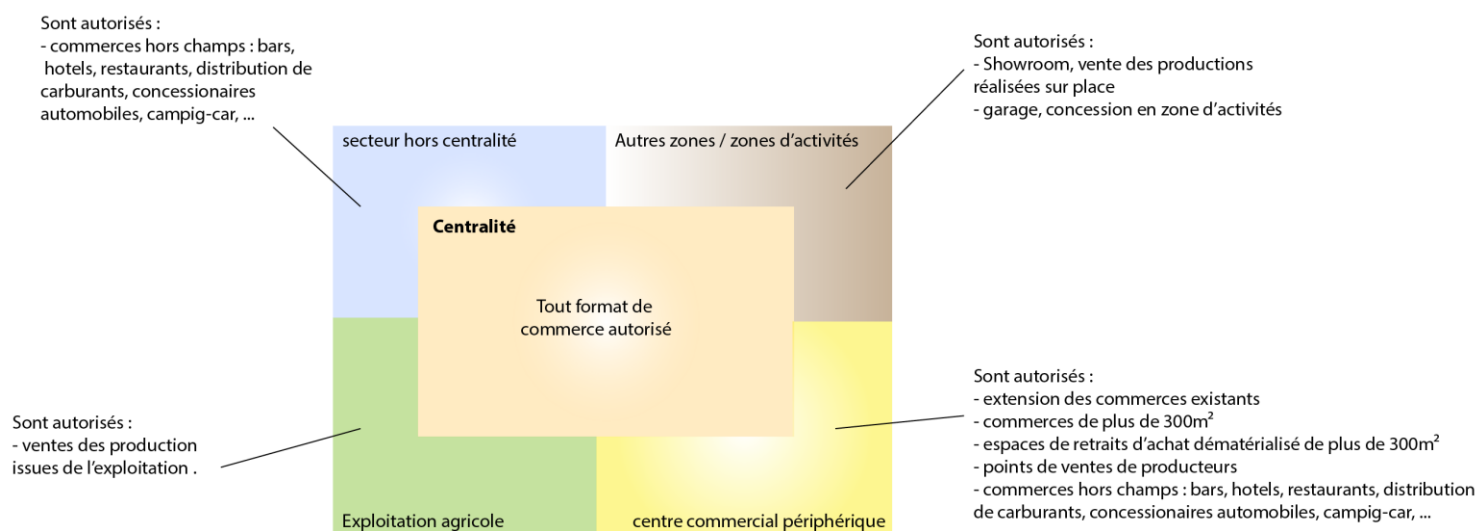 Sont autorisés :
- commerces hors champs : bars,
hotels, restaurants, distribution de
carburants, concessionaires
automobiles, campig-car, ...
Sont autorisés :
- Showroom, vente des productions
réalisées sur place
- garage, concession en zone d'activités
secteur hors centralité
Autres zones / zones d'activités
Centralité
Tout format de
commerce autorisé
Sont autorisés :
- ventes des production
issues de l'exploitation .
Sont autorisés :
- extension des commerces existants
- commerces de plus de 300m²
- espaces de retraits d'achat dématérialisé de plus de 300m²
- points de ventes de producteurs
- commerces hors champs : bars, hotels, restaurants, distribution
de carburants, concessionaires automobiles, campig-car, ...
Exploitation agricole
centre commercial périphérique